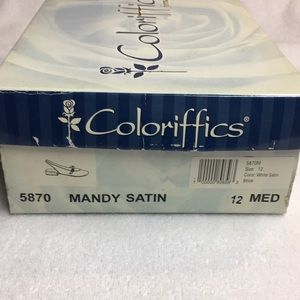 Coloriffics
Coloriffics®
5870M
Size: 12
Color: White Satin
5870 MANDY SATIN 12 MED